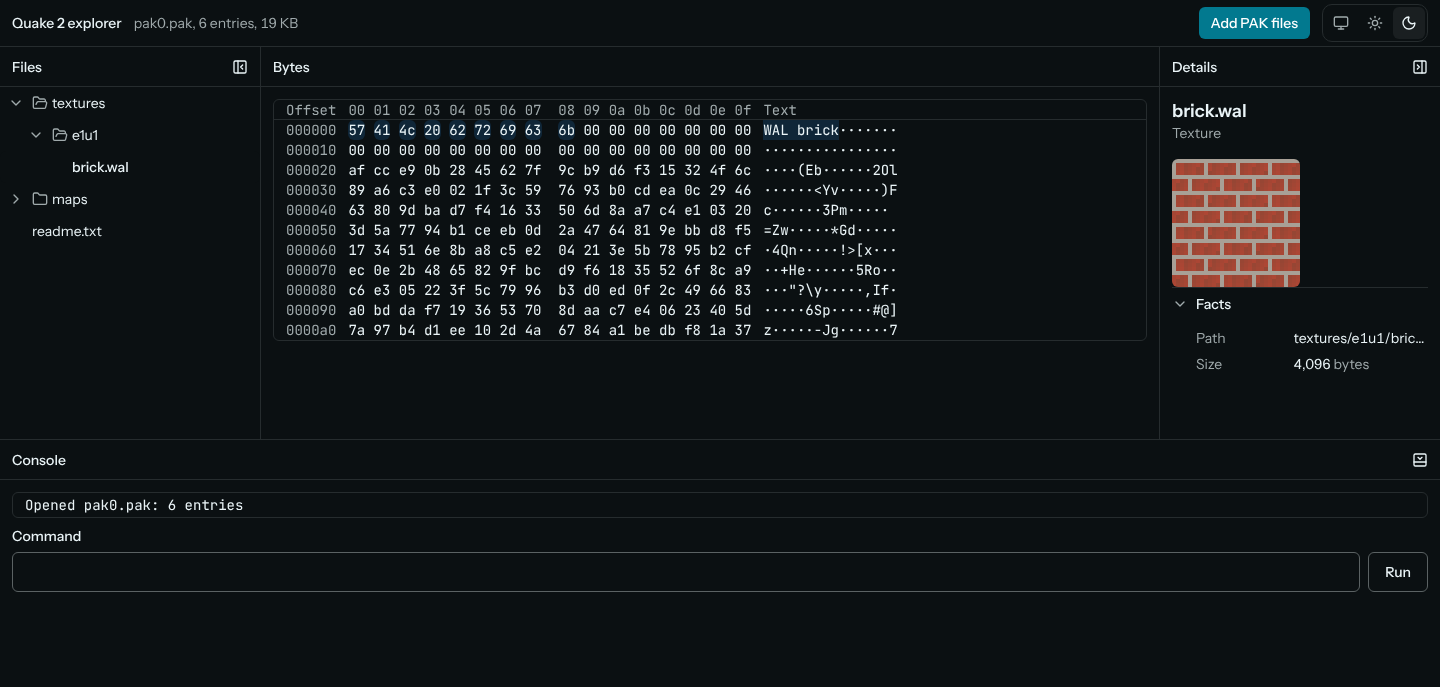 Quake 2 explorer pak0.pak, 6 entries, 19 KB Add PAK files
Files
textures
e1u1
brick.wal
maps
readme.txt
Bytes
Offset 00 01 02 03 04 05 06 07 08 09 0a 0b 0c 0d 0e 0f Text
000000 57 41 4c 20 62 72 69 63 6b 00 00 00 00 00 00 00 WAL brick·······
000010 00 00 00 00 00 00 00 00 00 00 00 00 00 00 00 00 ················
000020 af cc e9 0b 28 45 62 7f 9c b9 d6 f3 15 32 4f 6c ····(Eb······2Ol
000030 89 a6 c3 e0 02 1f 3c 59 76 93 b0 cd ea 0c 29 46 ······<Yv·····)F
000040 63 80 9d ba d7 f4 16 33 50 6d 8a a7 c4 e1 03 20 c······3Pm·····
000050 3d 5a 77 94 b1 ce eb 0d 2a 47 64 81 9e bb d8 f5 =Zw·····*Gd·····
000060 17 34 51 6e 8b a8 c5 e2 04 21 3e 5b 78 95 b2 cf ·4Qn·····!>[x···
000070 ec 0e 2b 48 65 82 9f bc d9 f6 18 35 52 6f 8c a9 ··+He······5Ro··
000080 c6 e3 05 22 3f 5c 79 96 b3 d0 ed 0f 2c 49 66 83 ···"?\y·····,If·
000090 a0 bd da f7 19 36 53 70 8d aa c7 e4 06 23 40 5d ·····6Sp·····#@]
0000a0 7a 97 b4 d1 ee 10 2d 4a 67 84 a1 be db f8 1a 37 z·····-Jg······7
Details
brick.wal
Texture
Facts
Path textures/e1u1/bric...
Size 4,096 bytes
Console
Opened pak0.pak: 6 entries
Command
Run